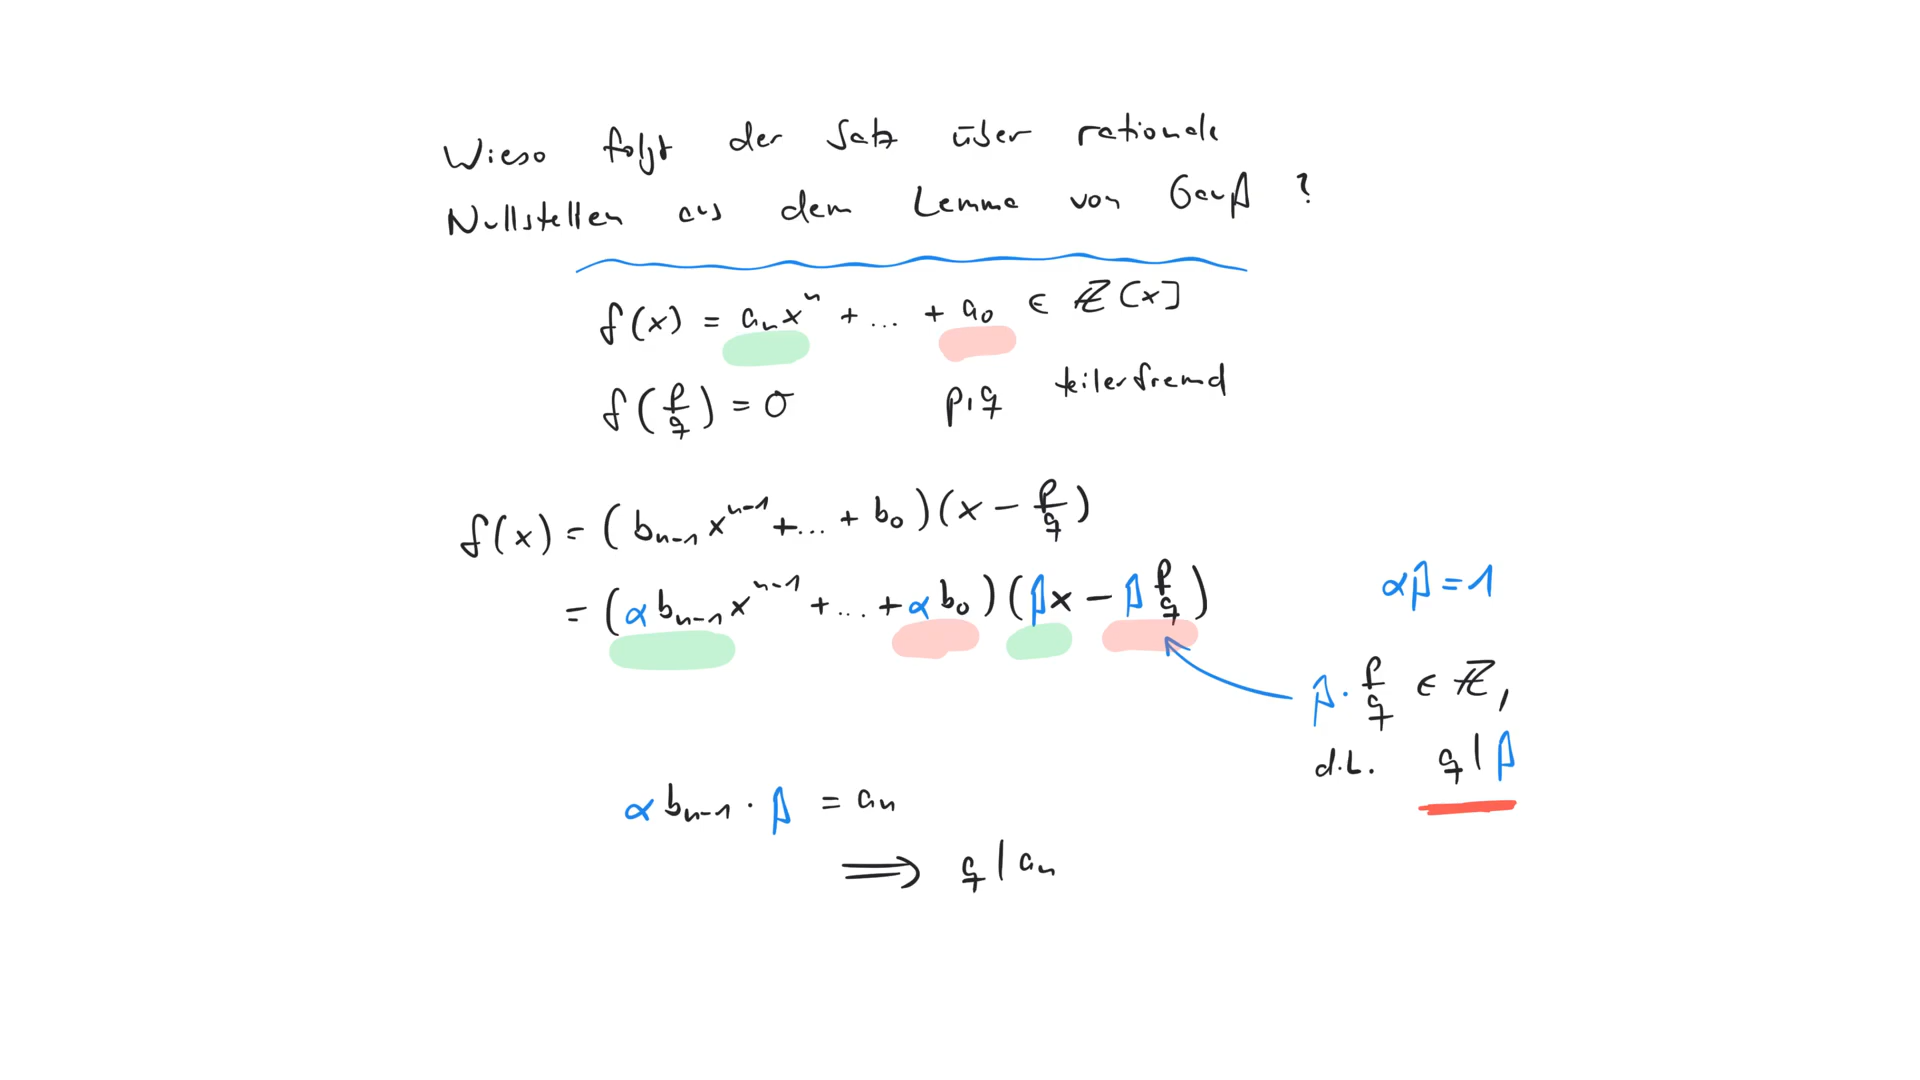 Wieso folgt der Satz über rationale
Nullstellen aus dem Lemma von Gauß ?
f(x) = aₙxⁿ + ... + a₀ ∈ ℤ[x]
f(p/q) = 0 p,q teilerfremd
f(x) = (bₙ₋₁xⁿ⁻¹ + ... + b₀)(x − p/q)
= (αbₙ₋₁xⁿ⁻¹ + ... + αb₀)(βx − β p/q)
αβ = 1
β · p/q ∈ ℤ,
d.h. q | β
αbₙ₋₁ · β = aₙ
⟹ q | aₙ